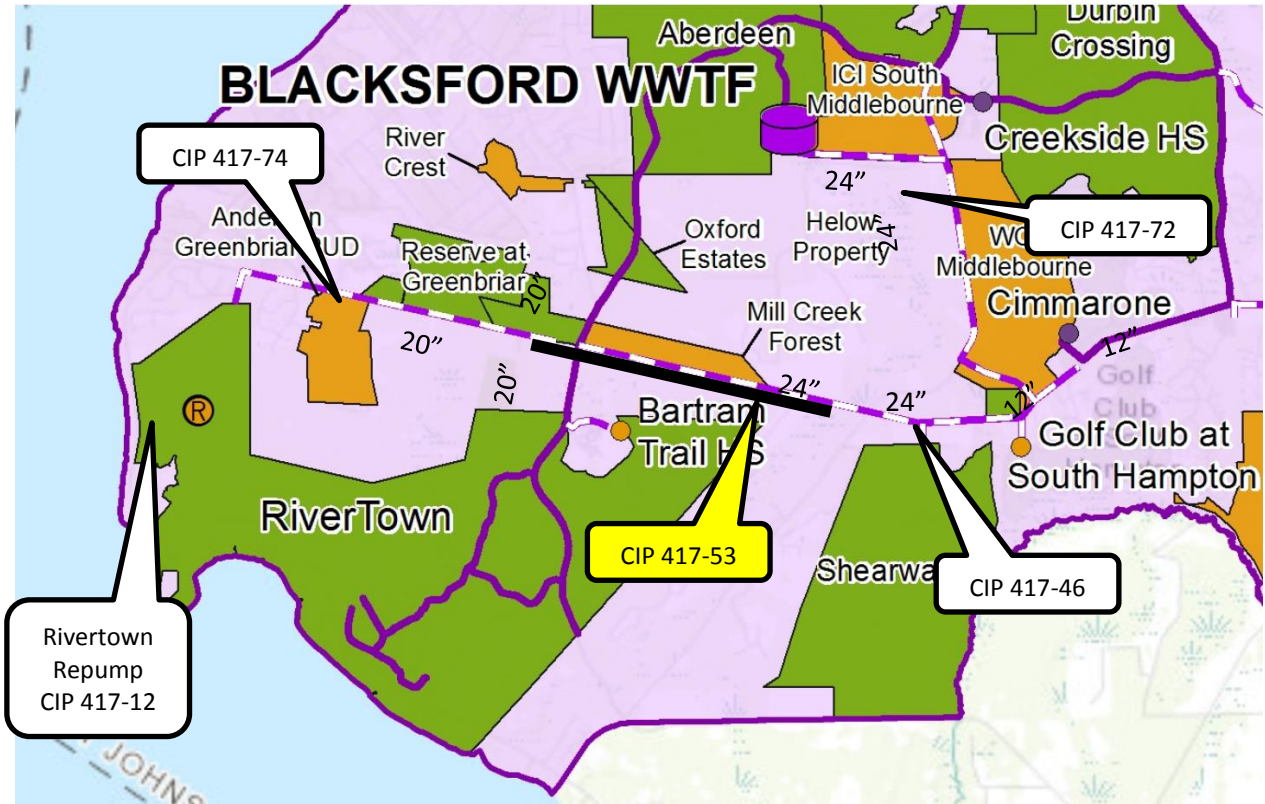 Durbin
Crossing
Aberdeen
BLACKSFORD WWTF
ICI South
Middlebourne
CIP 417-74
River
Crest
Creekside HS
24”
CIP 417-72
Greenbriar
Oxford
Estates
Helow
Property
24”
Reserve at
Greenbriar
20”
Middlebourne
Cimmarone
Mill Creek
Forest
12”
20”
20”
24”
24”
12”
Golf
Club
Bartram
Trail
Golf Club at
South Hampton
R
RiverTown
CIP 417-53
CIP 417-46
Rivertown
Repump
CIP 417-12
JOHNS